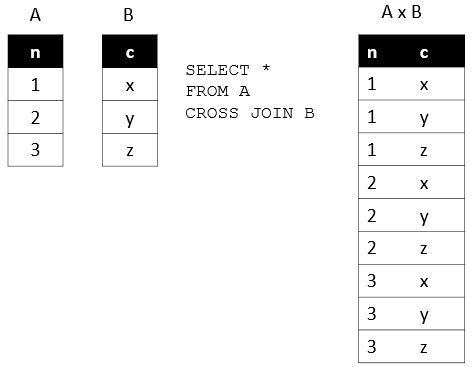 A
n
1
2
3
B
c
x
y
z
SELECT *
FROM A
CROSS JOIN B
A x B
n c
1 x
1 y
1 z
2 x
2 y
2 z
3 x
3 y
3 z